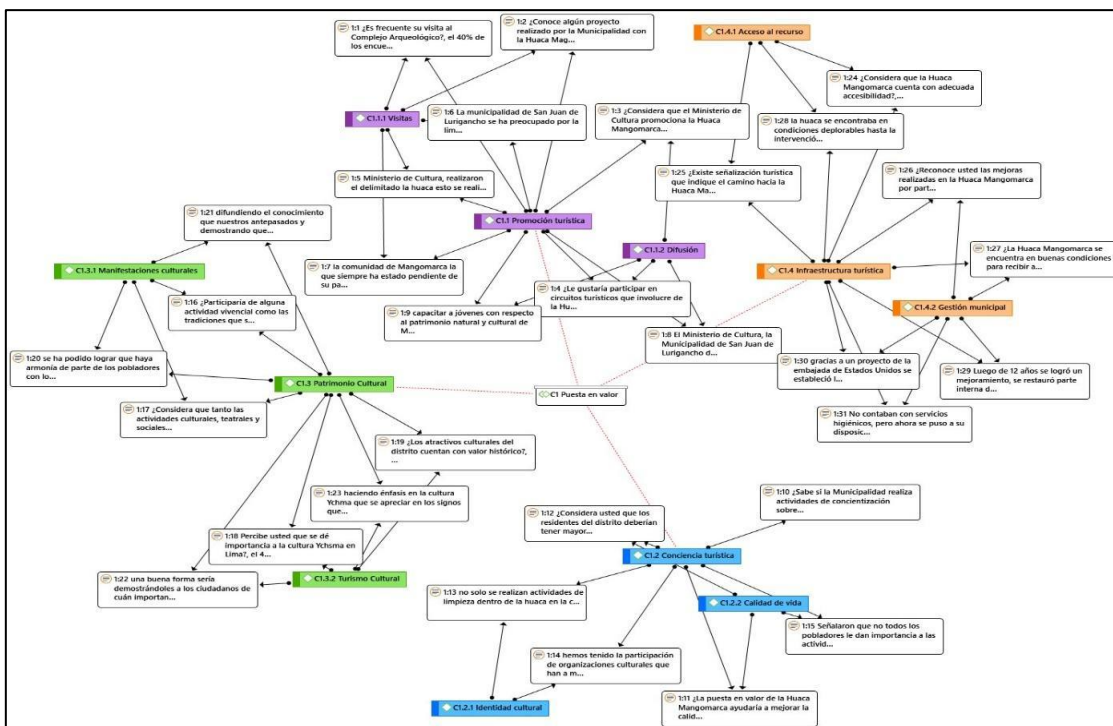 1:1 ¿Es frecuente su visita al
Complejo Arqueológico?, el 40% de
los encue...
1:2 ¿Conoce algún proyecto
realizado por la Municipalidad con
la Huaca Mag...
C1.4.1 Acceso al recurso
1:24 ¿Considera que la Huaca
Mangomarca cuenta con adecuada
accesibilidad?,...
C1.1.1 Visitas
1:6 La municipalidad de San Juan de
Lurigancho se ha preocupado por la
lim...
1:3 ¿Considera que el Ministerio de
Cultura promociona la Huaca
Mangomarca...
1:28 la huaca se encontraba en
condiciones deplorables hasta la
intervenció...
1:5 Ministerio de Cultura, realizaron
el delimitado la huaca esto se reali...
1:25 ¿Existe señalización turística
que indique el camino hacia la
Huaca Ma...
1:26 ¿Reconoce usted las mejoras
realizadas en la Huaca Mangomarca
por part...
1:21 difundiendo el conocimiento
que nuestros antepasados y
demostrando que...
C1.1 Promoción turística
C1.1.2 Difusión
1:27 ¿La Huaca Mangomarca se
encuentra en buenas condiciones
para recibir a...
C1.3.1 Manifestaciones culturales
1:7 la comunidad de Mangomarca la
que siempre ha estado pendiente de
su pa...
C1.4 Infraestructura turística
1:16 ¿Participaría de alguna
actividad vivencial como las
tradiciones que s...
1:4 ¿Le gustaría participar en
circuitos turísticos que involucre de
la Hu...
C1.4.2 Gestión municipal
1:9 capacitar a jóvenes con respecto
al patrimonio natural y cultural de
M...
1:8 El Ministerio de Cultura, la
Municipalidad de San Juan de
Lurigancho d...
1:20 se ha podido lograr que haya
armonía de parte de los pobladores
con lo...
1:30 gracias a un proyecto de la
embajada de Estados Unidos se
estableció l...
1:29 Luego de 12 años se logró un
mejoramiento, se restauró parte
interna d...
C1.3 Patrimonio Cultural
C1 Puesta en valor
1:17 ¿Considera que tanto las
actividades culturales, teatrales y
sociales...
1:31 No contaban con servicios
higiénicos, pero ahora se puso a su
disposic...
1:19 ¿Los atractivos culturales del
distrito cuentan con valor histórico?,
...
1:23 haciendo énfasis en la cultura
Ychma que se apreciar en los signos
que...
1:10 ¿Sabe si la Municipalidad realiza
actividades de concientización
sobre...
1:12 ¿Considera usted que los
residentes del distrito deberían
tener mayor...
1:18 Percibe usted que se dé
importancia a la cultura Ychsma en
Lima?, el 4...
C1.2 Conciencia turística
1:22 una buena forma sería
demostrándoles a los ciudadanos de
cuán importan...
C1.3.2 Turismo Cultural
1:13 no solo se realizan actividades de
limpieza dentro de la huaca en la c...
C1.2.2 Calidad de vida
1:15 Señalaron que no todos los
pobladores le dan importancia a las
activid...
1:14 hemos tenido la participación
de organizaciones culturales que
han a m...
C1.2.1 Identidad cultural
1:11 ¿La puesta en valor de la Huaca
Mangomarca ayudaría a mejorar la
calid...